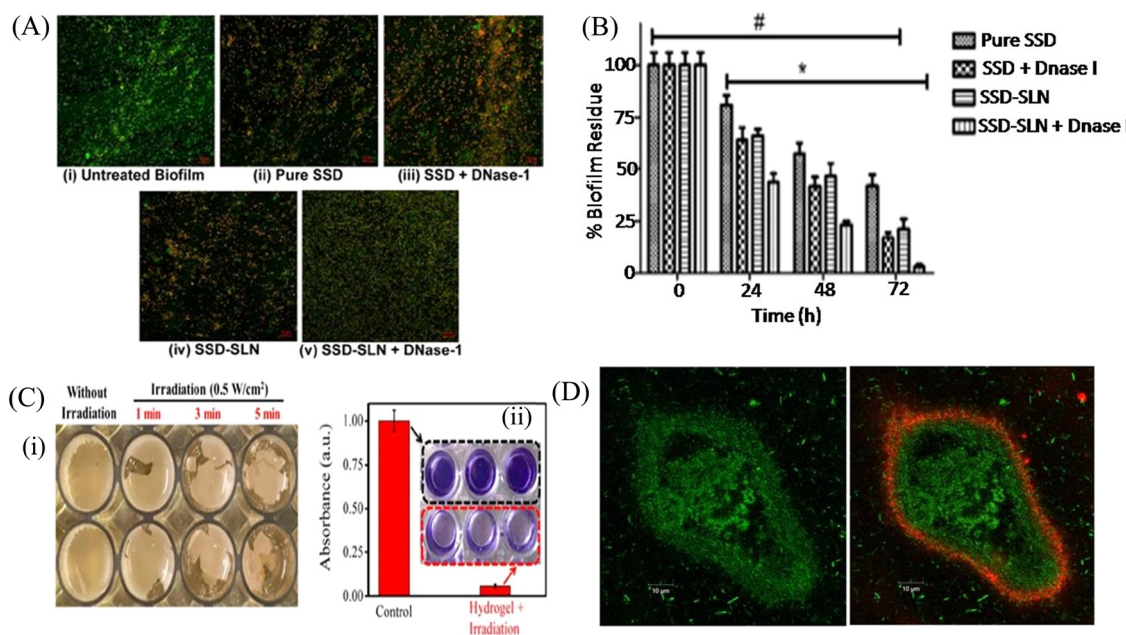 (A)
(i) Untreated Biofilm
(ii) Pure SSD
(iii) SSD + DNase-1
(iv) SSD-SLN
(v) SSD-SLN + DNase-1
(B)
#
*
% Biofilm Residue
100
75
50
25
0
0
24
48
72
Time (h)
Pure SSD
SSD + Dnase I
SSD-SLN
SSD-SLN + Dnase I
(C)
Without
Irradiation
Irradiation (0.5 W/cm²)
1 min
3 min
5 min
(i)
(ii)
Absorbance (a.u.)
1.00
0.75
0.50
0.25
0.00
Control
Hydrogel +
Irradiation
(D)
10 µm
10 µm